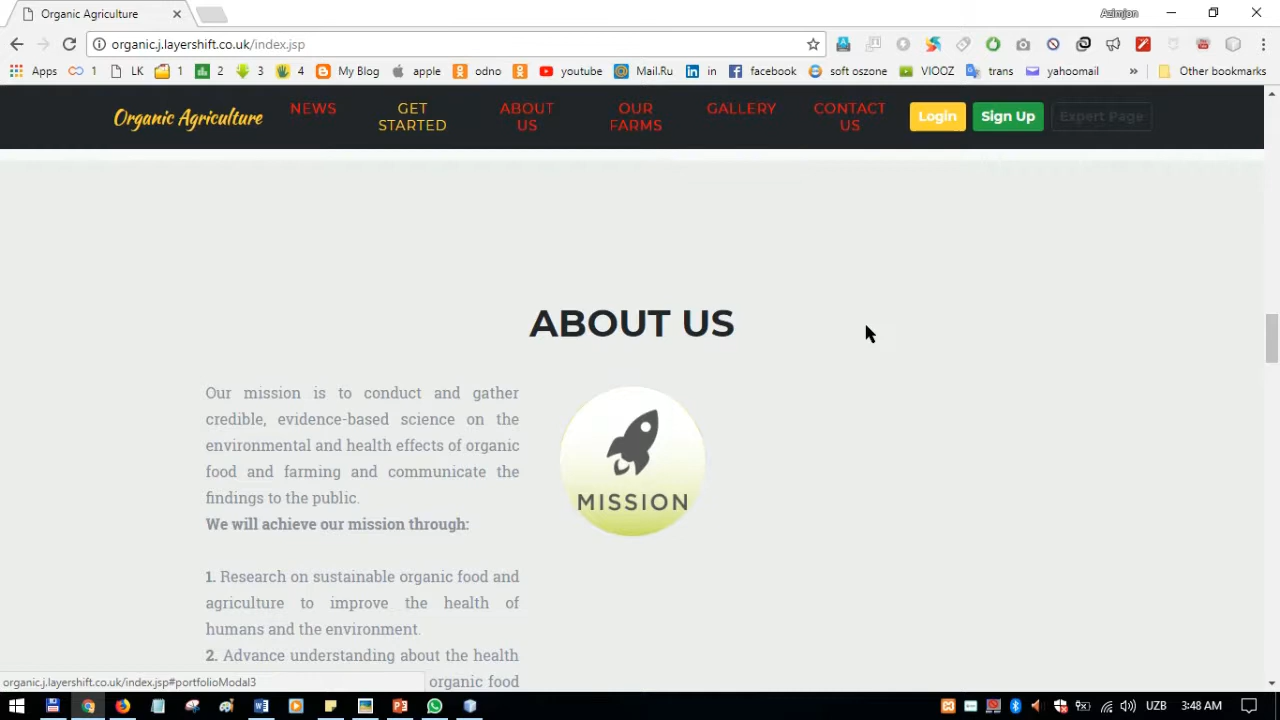 Organic Agriculture
Azimjon
organic.j.layershift.co.uk/index.jsp
Apps 1 LK 1 2 3 4 My Blog apple odno youtube Mail.Ru in facebook soft oszone VIOOZ trans yahoomail » Other bookmarks
Organic Agriculture
NEWS
GET
STARTED
ABOUT
US
OUR
FARMS
GALLERY
CONTACT
US
Login
Sign Up
Expert Page
ABOUT US
Our mission is to conduct and gather
credible, evidence-based science on the
environmental and health effects of organic
food and farming and communicate the
findings to the public.
We will achieve our mission through:
1. Research on sustainable organic food and
agriculture to improve the health of
humans and the environment.
2. Advance understanding about the health
organic food
MISSION
organic.j.layershift.co.uk/index.jsp#portfolioModal3
UZB 3:48 AM